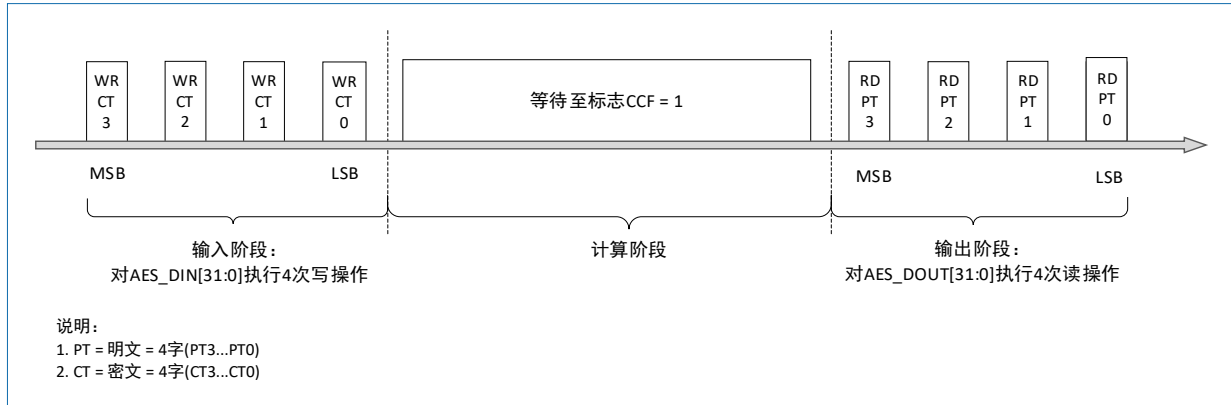 WR CT 3
WR CT 2
WR CT 1
WR CT 0
等待至标志CCF = 1
RD PT 3
RD PT 2
RD PT 1
RD PT 0
MSB
LSB
MSB
LSB
输入阶段：
对AES_DIN[31:0]执行4次写操作
计算阶段
输出阶段：
对AES_DOUT[31:0]执行4次读操作
说明：
1. PT = 明文 = 4字(PT3...PT0)
2. CT = 密文 = 4字(CT3...CT0)